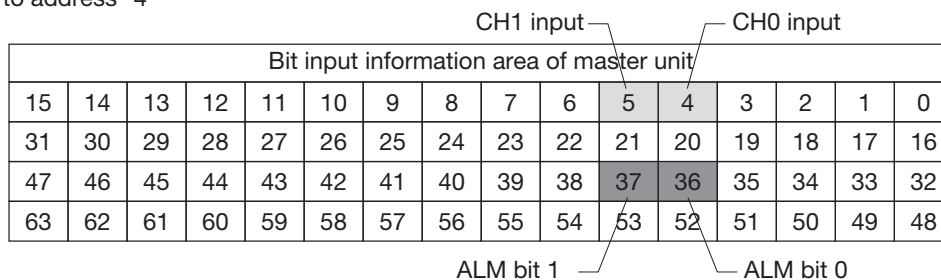 to address "4"
CH1 input CH0 input
Bit input information area of master unit
15 14 13 12 11 10 9 8 7 6 5 4 3 2 1 0
31 30 29 28 27 26 25 24 23 22 21 20 19 18 17 16
47 46 45 44 43 42 41 40 39 38 37 36 35 34 33 32
63 62 61 60 59 58 57 56 55 54 53 52 51 50 49 48
ALM bit 1 ALM bit 0